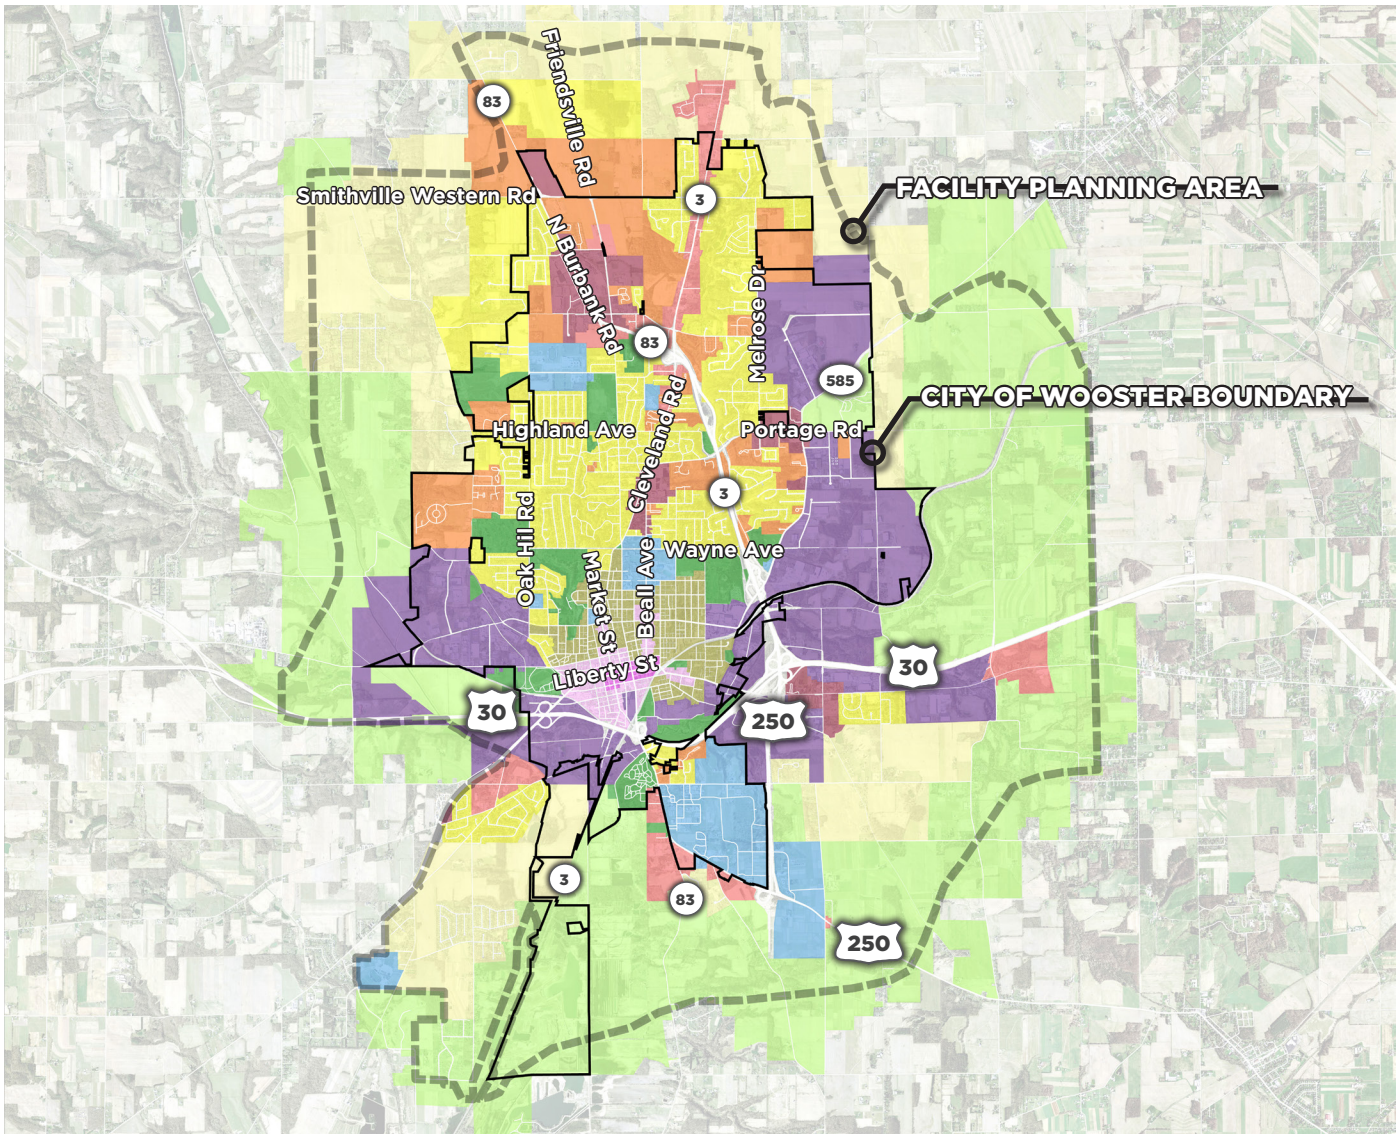 Friendsville Rd
83
FACILITY PLANNING AREA
Smithville Western Rd
3
N Burbank Rd
Melrose Dr
83
585
CITY OF WOOSTER BOUNDARY
Cleveland Rd
Highland Ave
Portage Rd
3
Oak Hil Rd
Market St
Beall Ave
Wayne Ave
Liberty St
30
30
250
3
83
250